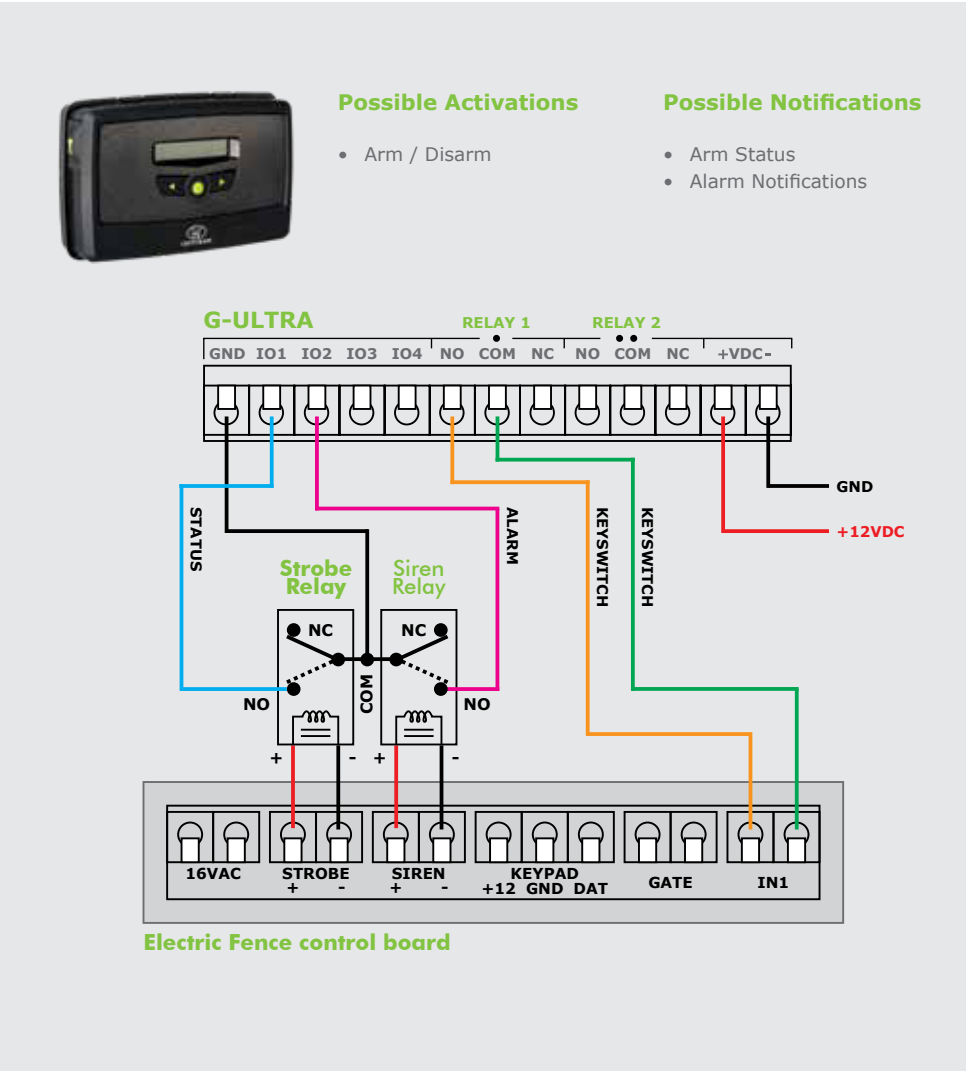 Possible Activations
• Arm / Disarm
Possible Notifications
• Arm Status
• Alarm Notifications
G-ULTRA
RELAY 1
RELAY 2
GND IO1 IO2 IO3 IO4 NO COM NC NO COM NC +VDC-
GND
+12VDC
STATUS
ALARM
KEYSWITCH
KEYSWITCH
Strobe
Relay
Siren
Relay
NC
NC
NO
COM
NO
+ - + -
16VAC STROBE SIREN KEYPAD GATE IN1
+ - + - +12 GND DAT
Electric Fence control board